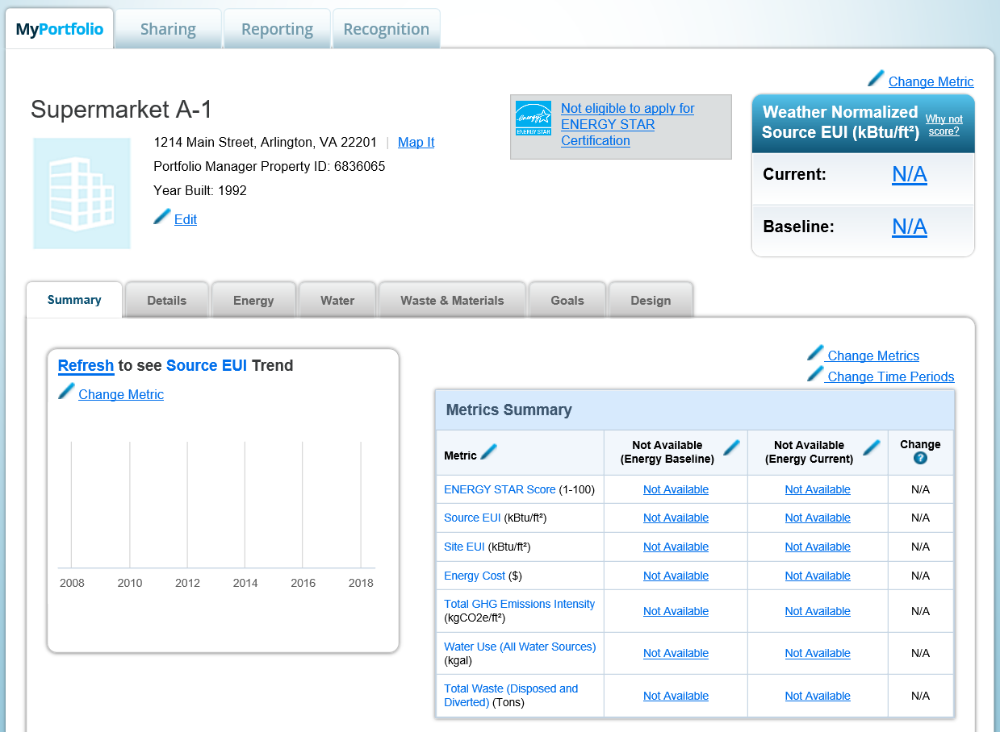 MyPortfolio
Sharing
Reporting
Recognition
Change Metric
Supermarket A-1
1214 Main Street, Arlington, VA 22201 | Map It
Portfolio Manager Property ID: 6836065
Year Built: 1992
Edit
energy
ENERGY STAR
Not eligible to apply for
ENERGY STAR
Certification
Weather Normalized
Source EUI (kBtu/ft²)
Why not
score?
Current: N/A
Baseline: N/A
Summary
Details
Energy
Water
Waste & Materials
Goals
Design
Refresh to see Source EUI Trend
Change Metric
2008 2010 2012 2014 2016 2018
Change Metrics
Change Time Periods
Metrics Summary
Metric
Not Available
(Energy Baseline)
Not Available
(Energy Current)
Change
?
ENERGY STAR Score (1-100) Not Available Not Available N/A
Source EUI (kBtu/ft²) Not Available Not Available N/A
Site EUI (kBtu/ft²) Not Available Not Available N/A
Energy Cost ($) Not Available Not Available N/A
Total GHG Emissions Intensity
(kgCO2e/ft²) Not Available Not Available N/A
Water Use (All Water Sources)
(kgal) Not Available Not Available N/A
Total Waste (Disposed and
Diverted) (Tons) Not Available Not Available N/A